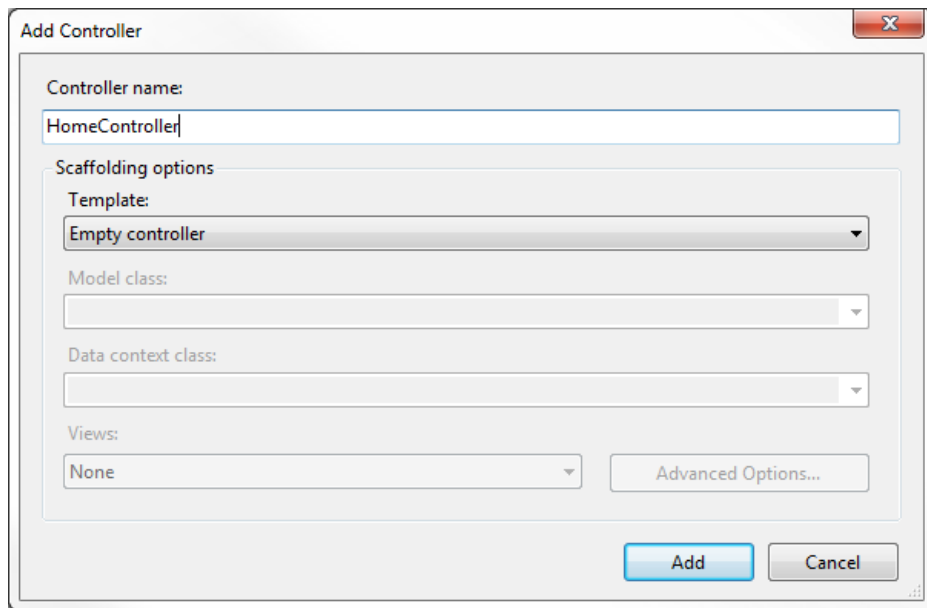 Add Controller
Controller name:
HomeController
Scaffolding options
Template:
Empty controller
Model class:
Data context class:
Views:
None
Advanced Options...
Add
Cancel